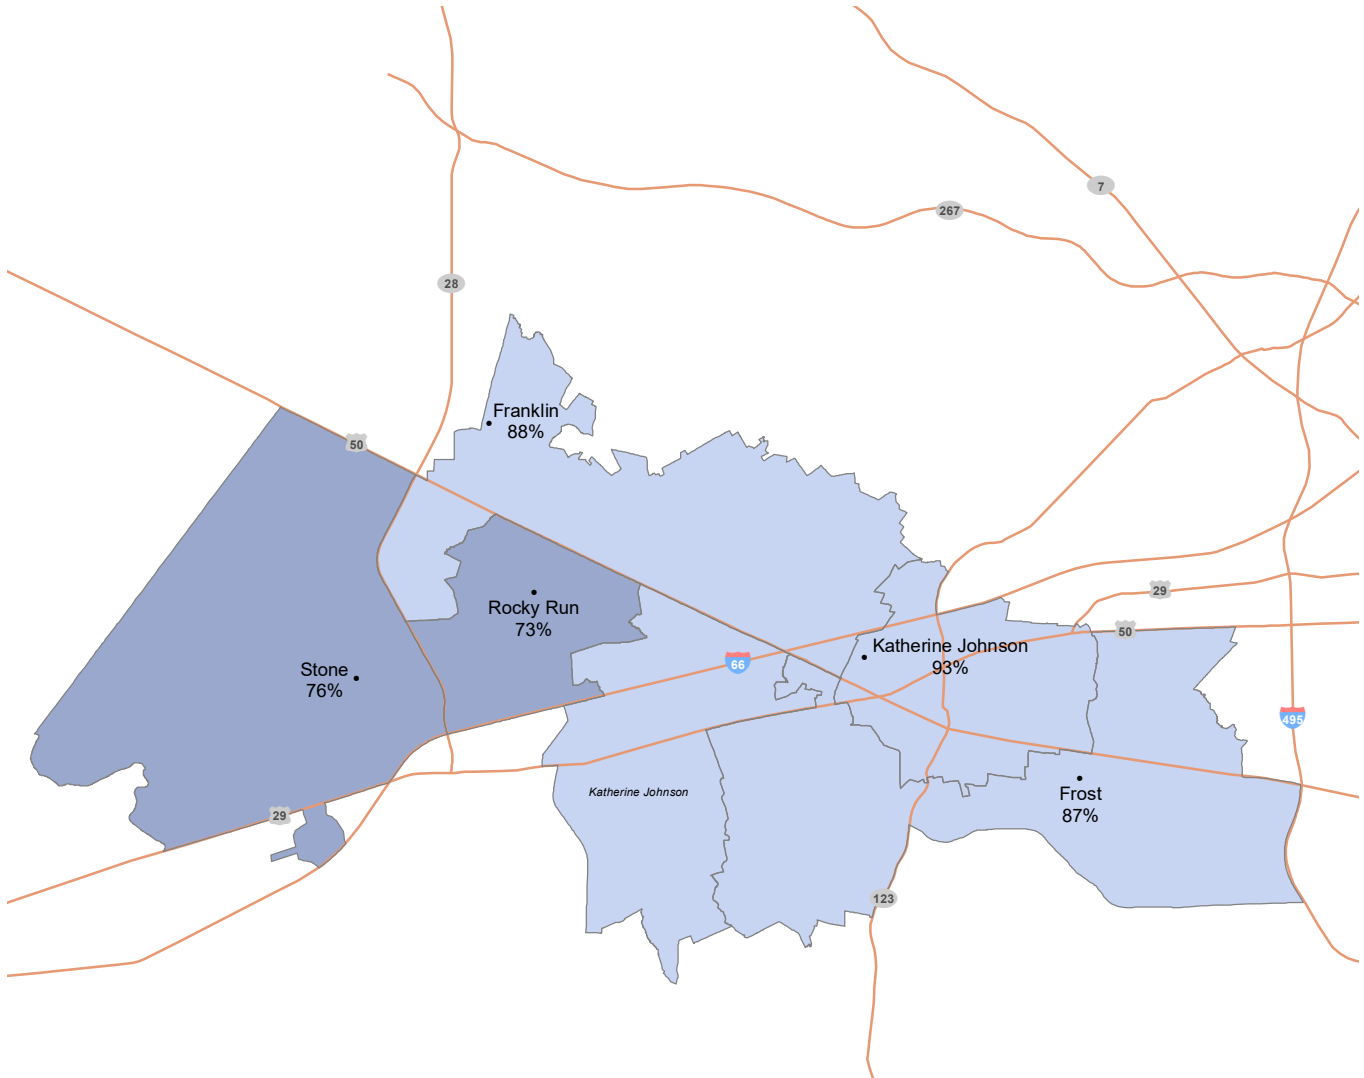 7
267
28
Franklin
88%
50
29
Rocky Run
73%
50
Katherine Johnson
93%
66
Stone
76%
495
Frost
87%
Katherine Johnson
29
123